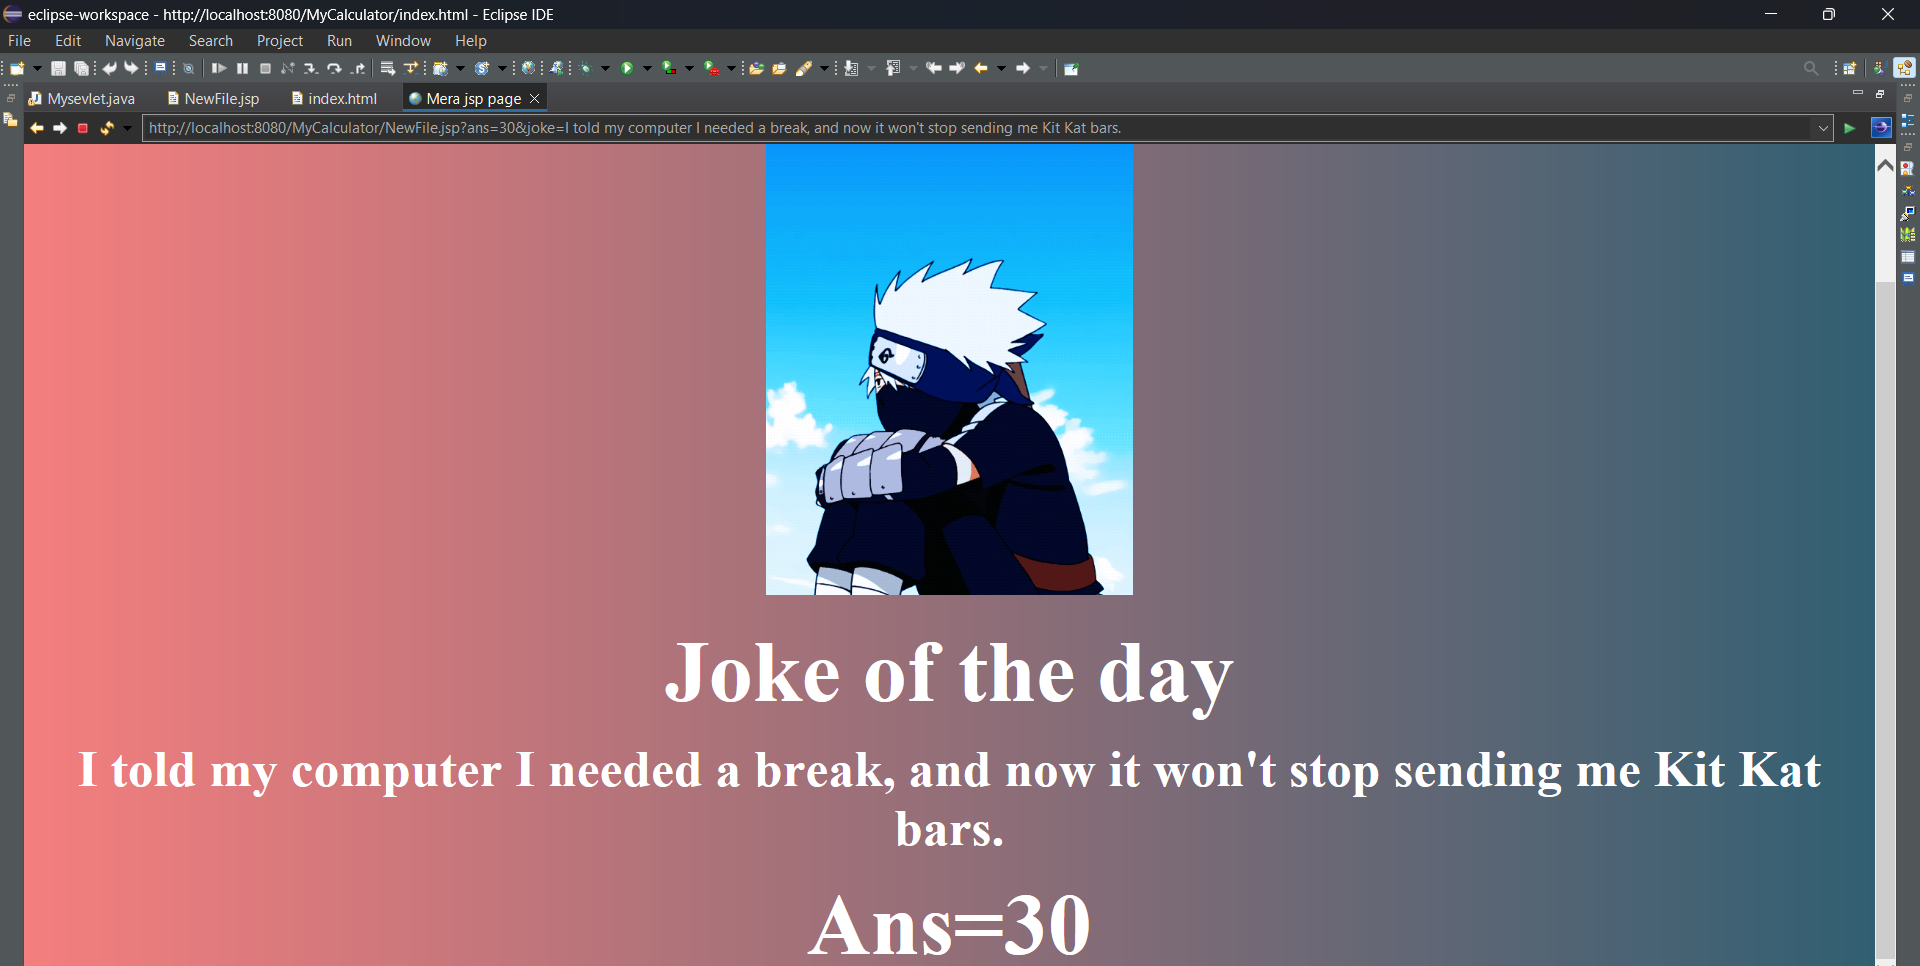 eclipse-workspace - http://localhost:8080/MyCalculator/index.html - Eclipse IDE
File Edit Navigate Search Project Run Window Help
Mysevlet.java NewFile.jsp index.html Mera jsp page
http://localhost:8080/MyCalculator/NewFile.jsp?ans=30&joke=I told my computer I needed a break, and now it won't stop sending me Kit Kat bars.
Joke of the day
I told my computer I needed a break, and now it won't stop sending me Kit Kat
bars.
Ans=30